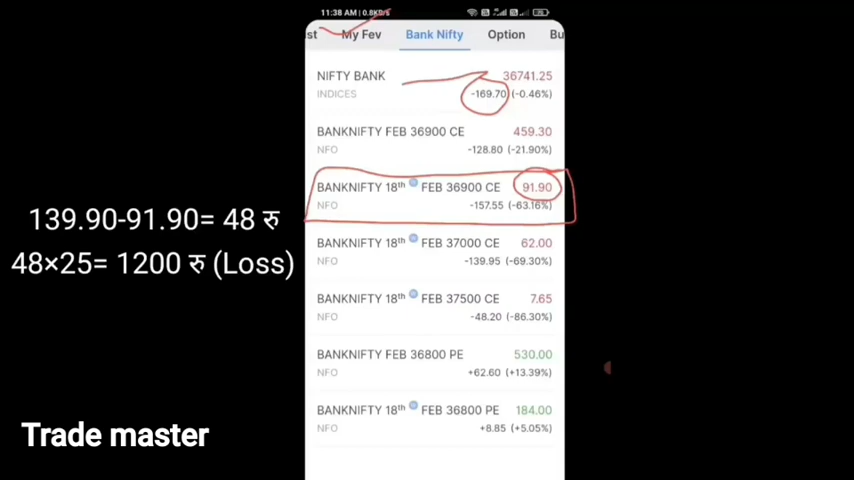 11:38 AM | 0.8KB/s
st My Fev Bank Nifty Option Bu
NIFTY BANK 36741.25
INDICES -169.70 (-0.46%)
BANKNIFTY FEB 36900 CE 459.30
NFO -128.80 (-21.90%)
BANKNIFTY 18th FEB 36900 CE 91.90
NFO -157.55 (-63.16%)
BANKNIFTY 18th FEB 37000 CE 62.00
NFO -139.95 (-69.30%)
BANKNIFTY 18th FEB 37500 CE 7.65
NFO -48.20 (-86.30%)
BANKNIFTY FEB 36800 PE 530.00
NFO +62.60 (+13.39%)
BANKNIFTY 18th FEB 36800 PE 184.00
NFO +8.85 (+5.05%)
139.90-91.90= 48 रु
48×25= 1200 रु (Loss)
Trade master